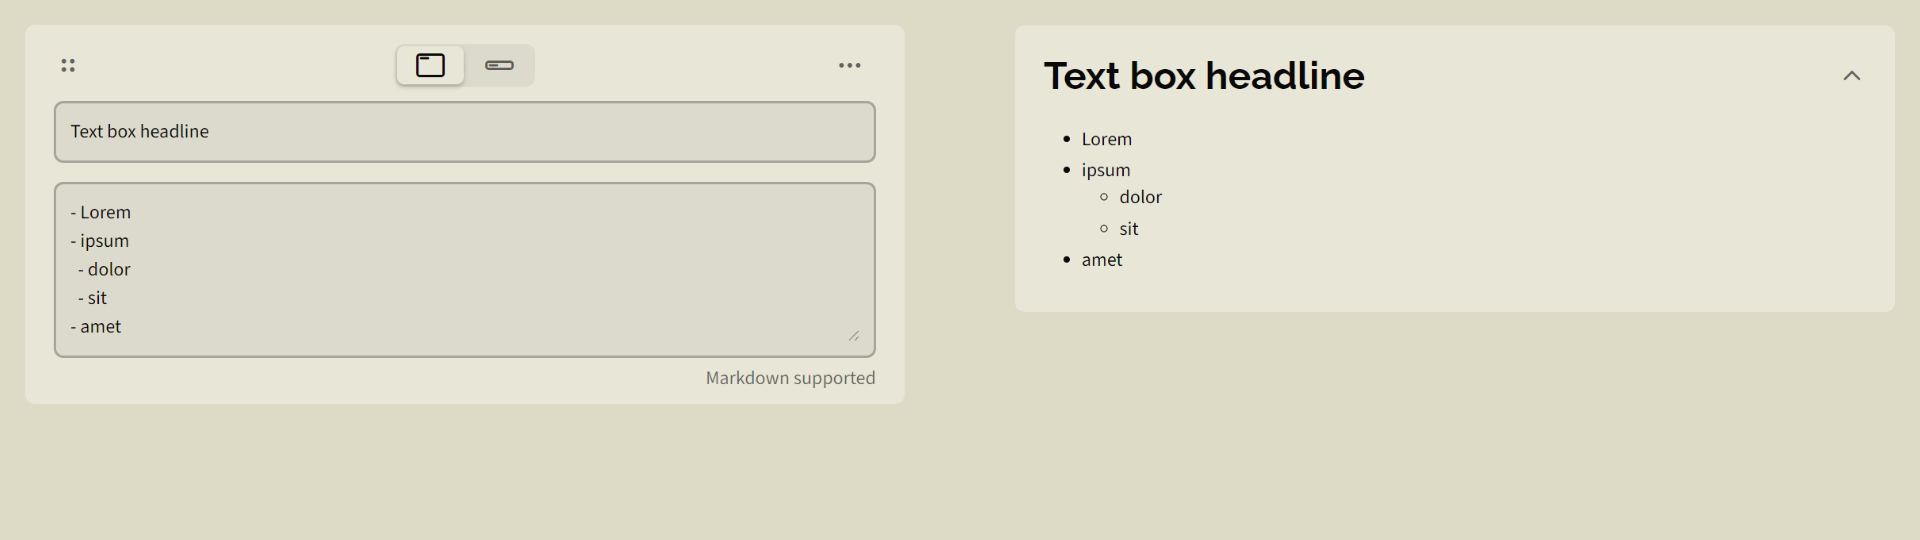 Text box headline
- Lorem
- ipsum
  - dolor
  - sit
- amet
Markdown supported
Text box headline
• Lorem
• ipsum
  ◦ dolor
  ◦ sit
• amet